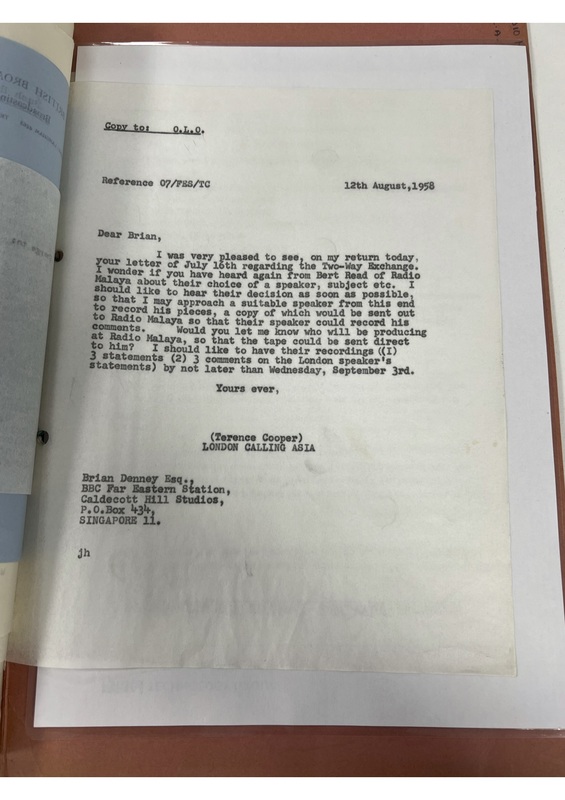 BRITISH BROA
Copy to: O.L.O.
Reference 07/FES/TC 12th August,1958
Dear Brian,
I was very pleased to see, on my return today,
your letter of July 16th regarding the Two-Way Exchange.
I wonder if you have heard again from Bert Read of Radio
Malaya about their choice of a speaker, subject etc. I
should like to hear their decision as soon as possible,
so that I may approach a suitable speaker from this end
to record his pieces, a copy of which would be sent out
to Radio Malaya so that their speaker could record his
comments. Would you let me know who will be producing
at Radio Malaya, so that the tape could be sent direct
to him? I should like to have their recordings ((I)
3 statements (2) 3 comments on the London speaker's
statements) by not later than Wednesday, September 3rd.
Yours ever,
(Terence Cooper)
LONDON CALLING ASIA
Brian Denney Esq.,
BBC Far Eastern Station,
Caldecott Hill Studios,
P.O.Box 434,
SINGAPORE 11.
jh